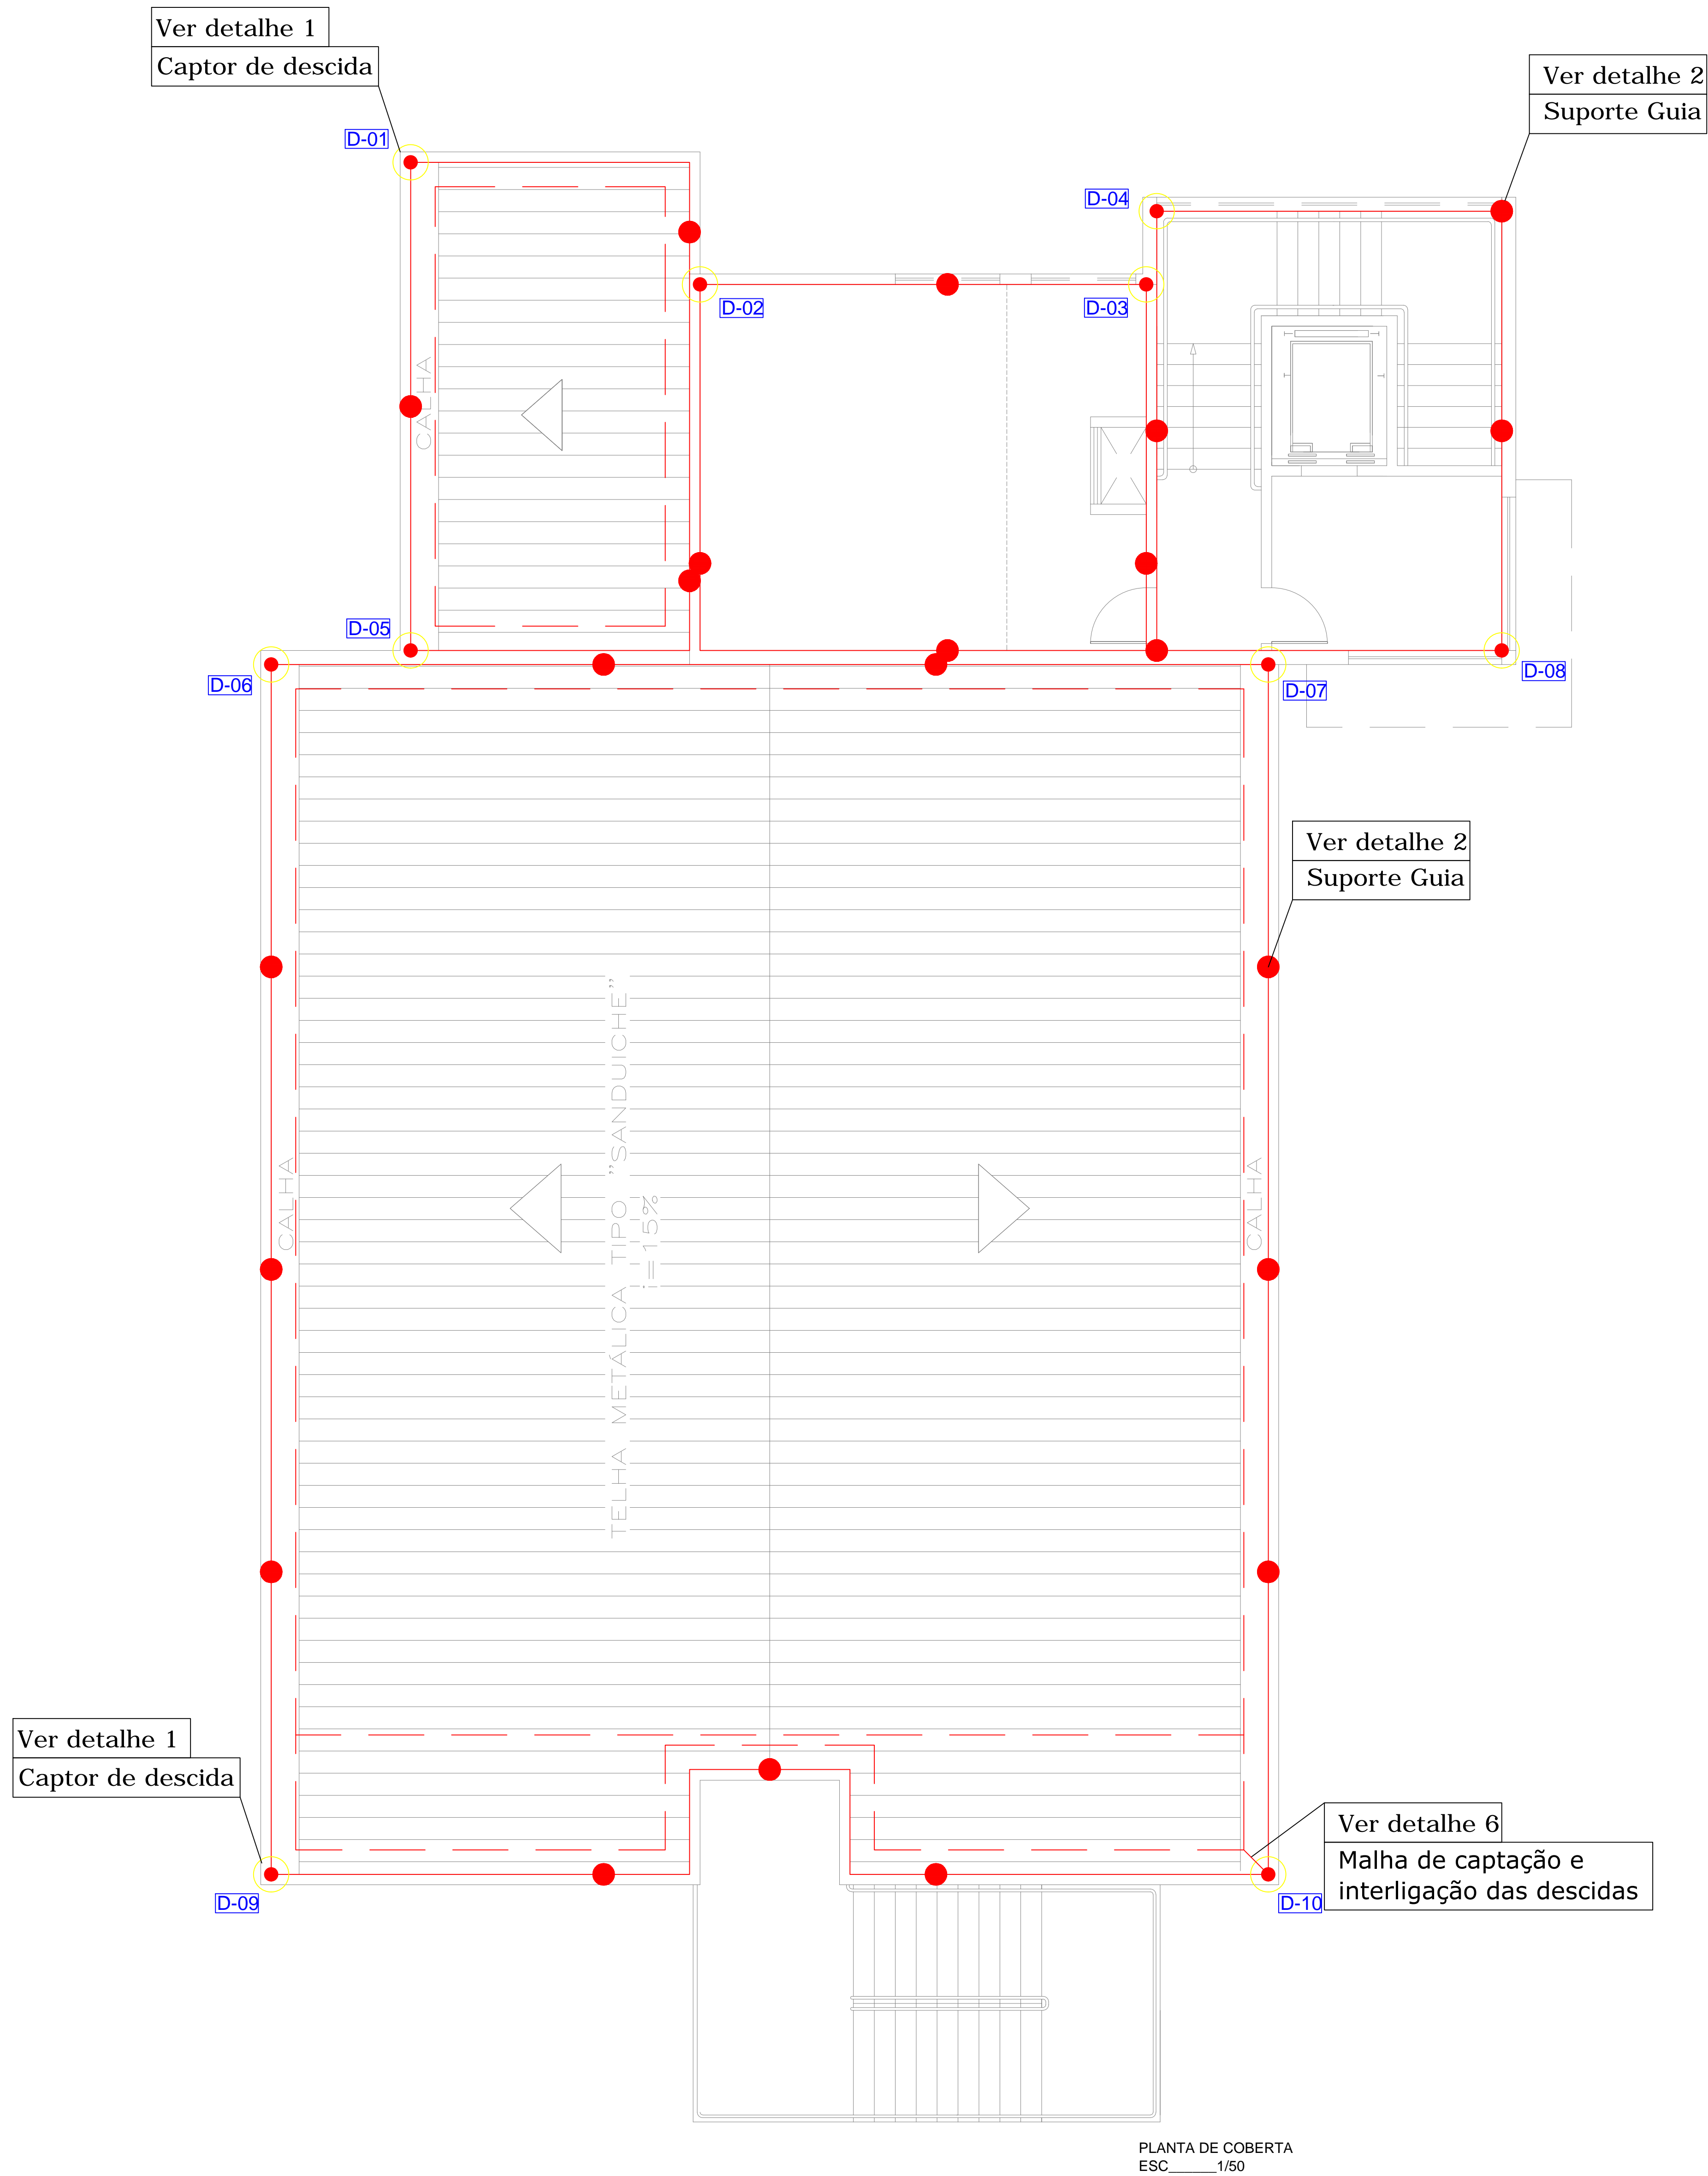 Ver detalhe 1
Captor de descida
Ver detalhe 2
Suporte Guia
D-01
D-04
D-02
D-03
CALHA
D-05
D-06
D-07
D-08
Ver detalhe 2
Suporte Guia
TELHA METÁLICA TIPO "SANDUICHE"
i=15%
CALHA
CALHA
Ver detalhe 1
Captor de descida
Ver detalhe 6
Malha de captação e
interligação das descidas
D-09
D-10
PLANTA DE COBERTA
ESC______1/50